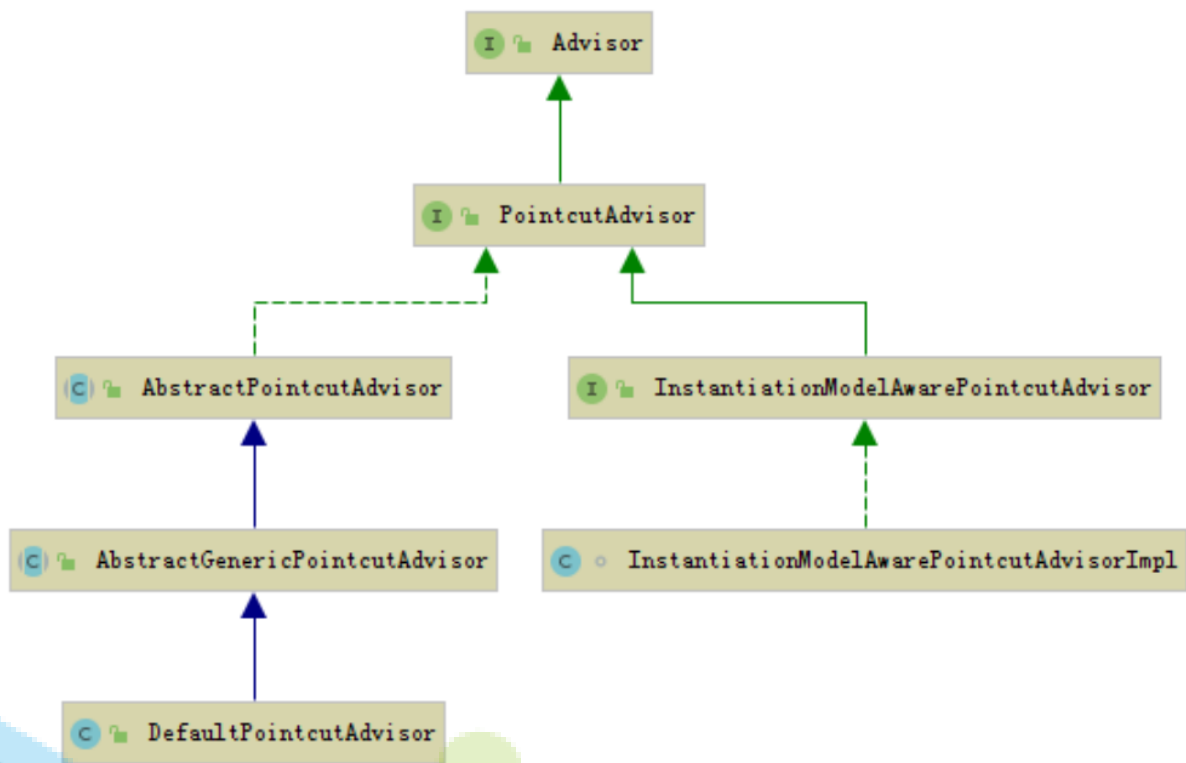 I Advisor
I PointcutAdvisor
C AbstractPointcutAdvisor
I InstantiationModelAwarePointcutAdvisor
C AbstractGenericPointcutAdvisor
C InstantiationModelAwarePointcutAdvisorImpl
C DefaultPointcutAdvisor